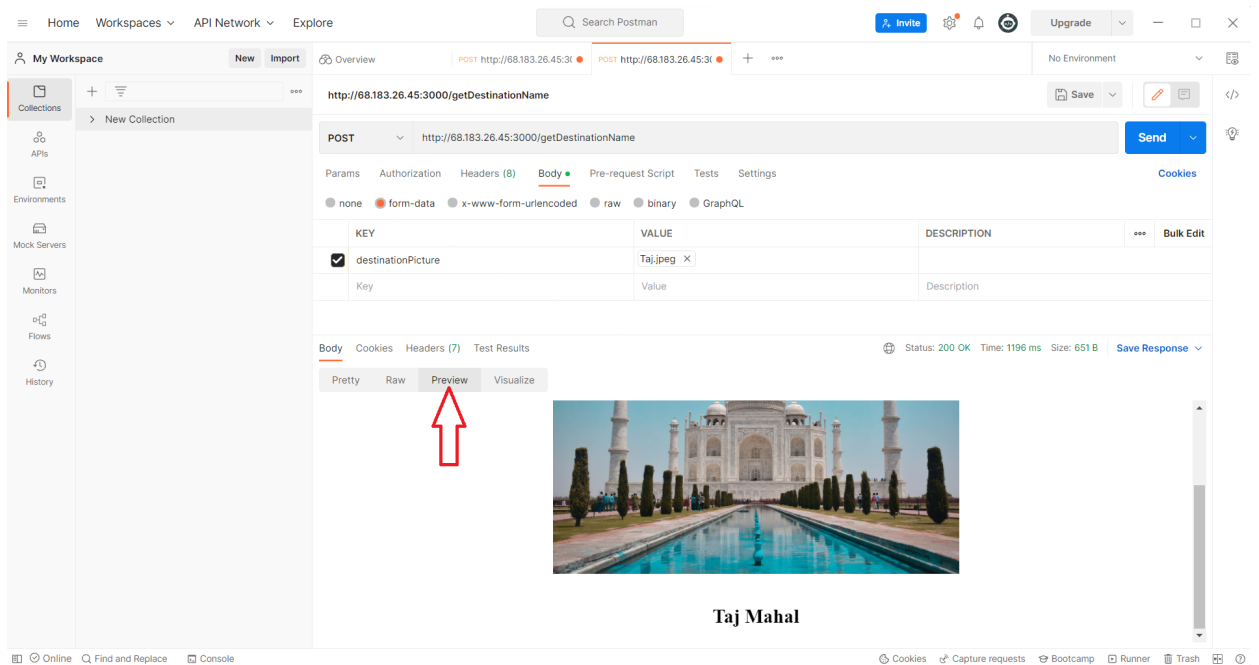 Home Workspaces API Network Explore Search Postman Invite Upgrade
My Workspace New Import Overview POST http://68.183.26.45:3( POST http://68.183.26.45:3( No Environment
Collections
http://68.183.26.45:3000/getDestinationName Save
New Collection
POST http://68.183.26.45:3000/getDestinationName Send
APIs
Params Authorization Headers (8) Body Pre-request Script Tests Settings Cookies
Environments
none form-data x-www-form-urlencoded raw binary GraphQL
KEY VALUE DESCRIPTION Bulk Edit
Mock Servers
destinationPicture Taj.jpeg
Key Value Description
Monitors
Flows
Body Cookies Headers (7) Test Results Status: 200 OK Time: 1196 ms Size: 651 B Save Response
History
Pretty Raw Preview Visualize
Taj Mahal
Online Find and Replace Console Cookies Capture requests Bootcamp Runner Trash